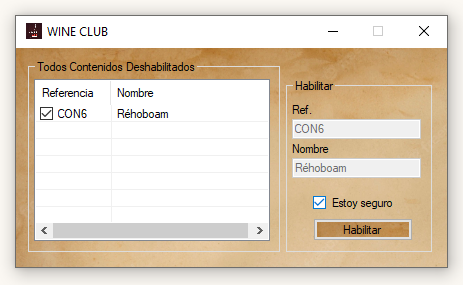 WINE CLUB
Todos Contenidos Deshabilitados
Referencia Nombre
CON6 Réhoboam
Habilitar
Ref.
CON6
Nombre
Réhoboam
Estoy seguro
Habilitar